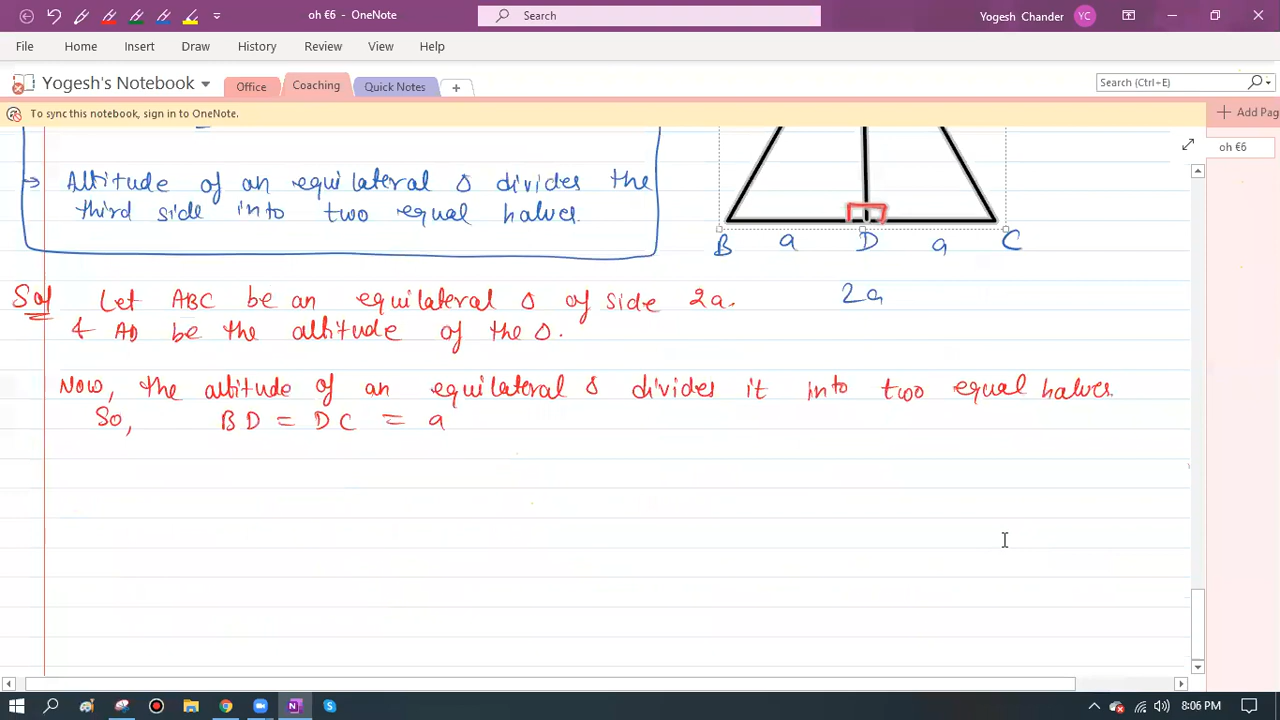 oh €6 - OneNote
Search
Yogesh Chander
YC
File Home Insert Draw History Review View Help
Yogesh's Notebook
Office
Coaching
Quick Notes
+
Search (Ctrl+E)
To sync this notebook, sign in to OneNote.
Add Pag
oh €6
→ Altitude of an equilateral Δ divides the
third side into two equal halves.
B a D a C
2a
Sol Let ABC be an equilateral Δ of side 2a.
& AD be the altitude of the Δ.
Now, the altitude of an equilateral Δ divides it into two equal halves.
So, BD = DC = a
8:06 PM